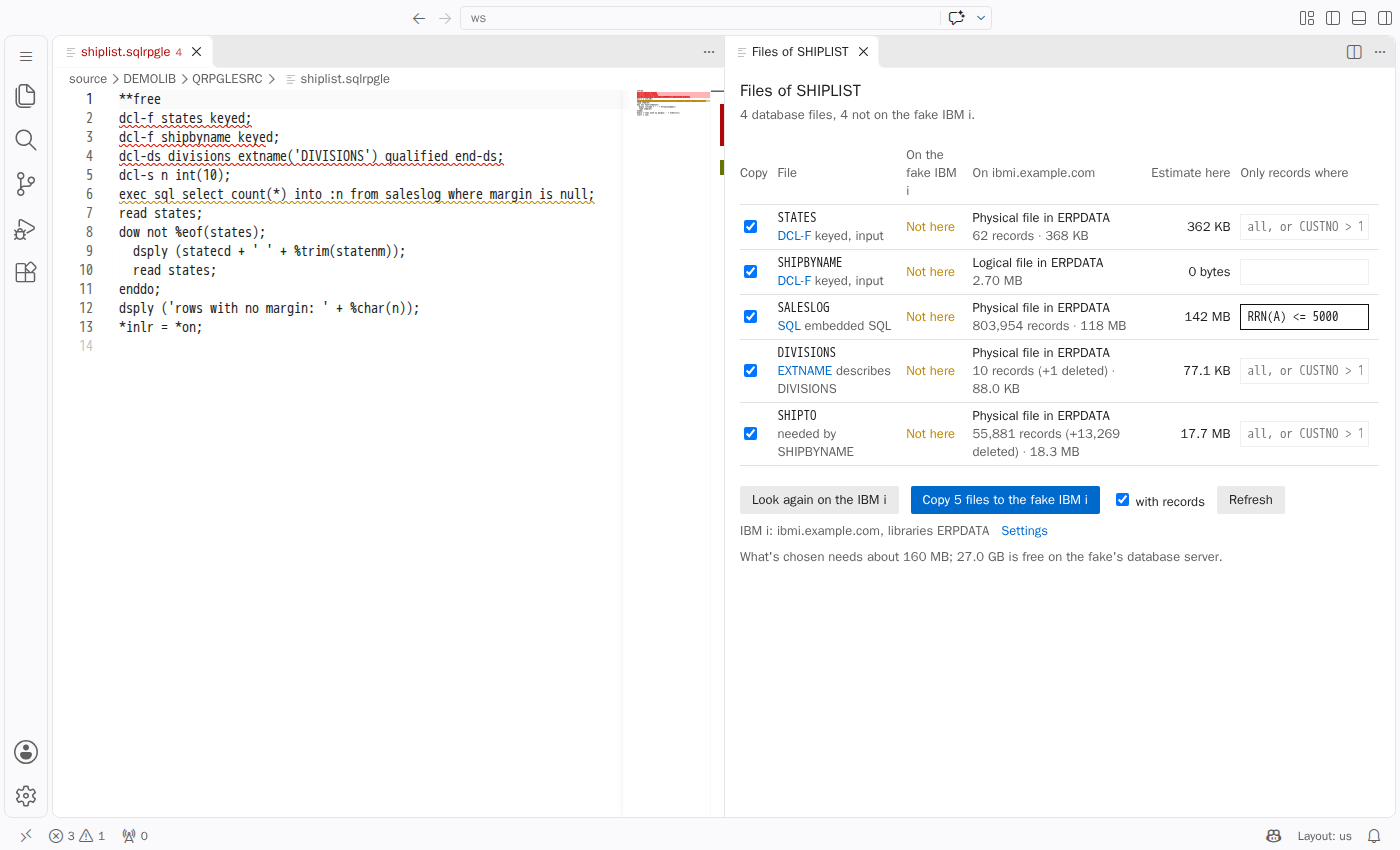 ws
shiplist.sqlrpgle 4
Files of SHIPLIST
source DEMOLIB QRPGLESRC shiplist.sqlrpgle
1 **free
2 dcl-f states keyed;
3 dcl-f shipbyname keyed;
4 dcl-ds divisions extname('DIVISIONS') qualified end-ds;
5 dcl-s n int(10);
6 exec sql select count(*) into :n from saleslog where margin is null;
7 read states;
8 dow not %eof(states);
9 dsply (statecd + ' ' + %trim(statenm));
10 read states;
11 enddo;
12 dsply ('rows with no margin: ' + %char(n));
13 *inlr = *on;
14
Files of SHIPLIST
4 database files, 4 not on the fake IBM i.
Copy File On the fake IBM i On ibmi.example.com Estimate here Only records where
STATES
DCL-F keyed, input
Not here
Physical file in ERPDATA
62 records · 368 KB
362 KB
all, or CUSTNO > 1
SHIPBYNAME
DCL-F keyed, input
Not here
Logical file in ERPDATA
2.70 MB
0 bytes
SALESLOG
SQL embedded SQL
Not here
Physical file in ERPDATA
803,954 records · 118 MB
142 MB
RRN(A) <= 5000
DIVISIONS
EXTNAME describes
DIVISIONS
Not here
Physical file in ERPDATA
10 records (+1 deleted) ·
88.0 KB
77.1 KB
all, or CUSTNO > 1
SHIPTO
needed by
SHIPBYNAME
Not here
Physical file in ERPDATA
55,881 records (+13,269
deleted) · 18.3 MB
17.7 MB
all, or CUSTNO > 1
Look again on the IBM i
Copy 5 files to the fake IBM i
with records
Refresh
IBM i: ibmi.example.com, libraries ERPDATA Settings
What's chosen needs about 160 MB; 27.0 GB is free on the fake's database server.
3 1 0
Layout: us